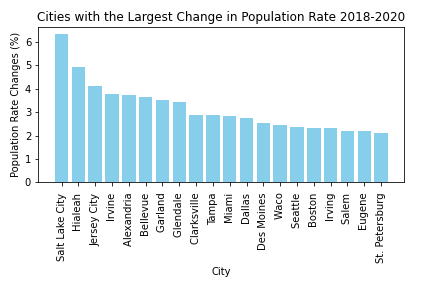 Cities with the Largest Change in Population Rate 2018-2020
Population Rate Changes (%)
6
5
4
3
2
1
0
Salt Lake City
Hialeah
Jersey City
Irvine
Alexandria
Bellevue
Garland
Glendale
Clarksville
Tampa
Miami
Dallas
Des Moines
Waco
Seattle
Boston
Irving
Salem
Eugene
St. Petersburg
City